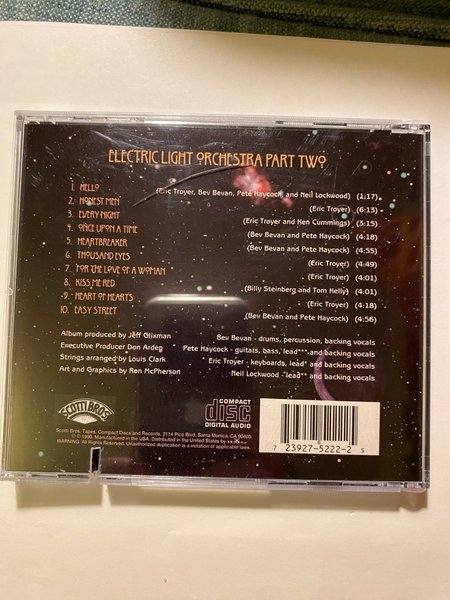 ELECTRIC LIGHT ORCHESTRA PART TWO
1. HELLO (Eric Troyer, Bev Bevan, Pete Haycock, and Neil Lockwood) (1:17)
2. HONEST MEN (Eric Troyer) (6:13)
3. EVERY NIGHT (Eric Troyer and Ken Cummings) (3:15)
4. ONCE UPON A TIME (Bev Bevan and Pete Haycock) (4:18)
5. HEARTBREAKER (Bev Bevan and Pete Haycock) (4:55)
6. THOUSAND EYES (Eric Troyer) (4:49)
7. FOR THE LOVE OF A WOMAN (Eric Troyer) (4:01)
8. KISS ME RED (Billy Steinberg and Tom Kelly) (4:01)
9. HEART OF HEARTS (Eric Troyer) (4:18)
10. EASY STREET (Bev Bevan and Pete Haycock) (4:56)
Album produced by Jeff Glixman Bev Bevan - drums, percussion, backing vocals
Executive Producer Don Arden Pete Haycock - guitats, bass, lead*** and backing vocals
Strings arranged by Louis Clark Eric Troyer - keyboards, lead* and backing vocals
Art and Graphics by Ron McPherson Neil Lockwood - lead** and backing vocals
SCOTTI BROS.
COMPACT
disc
DIGITAL AUDIO
Scotti Bros. Tapes, Compact Discs and Records, 2114 Pico Blvd., Santa Monica, CA 90405.
© 1990. Manufactured in the USA. Distributed in the United States by
WARNING: All Rights Reserved. Unauthorized duplication is a violation of applicable laws.
7 23927-5222-2 5